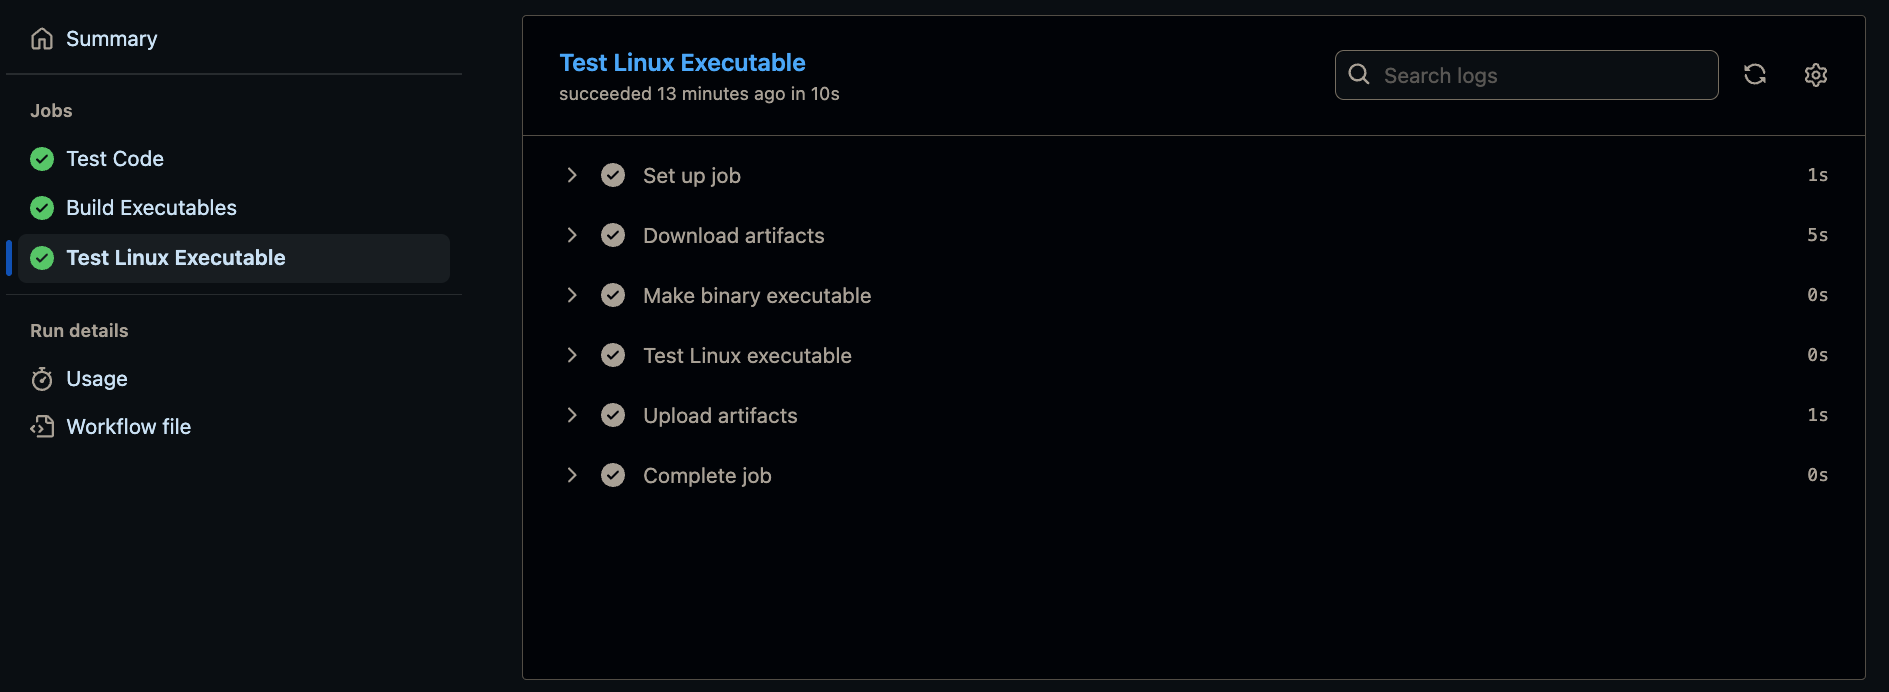 Summary
Jobs
Test Code
Build Executables
Test Linux Executable
Run details
Usage
Workflow file
Test Linux Executable
succeeded 13 minutes ago in 10s
Search logs
Set up job 1s
Download artifacts 5s
Make binary executable 0s
Test Linux executable 0s
Upload artifacts 1s
Complete job 0s